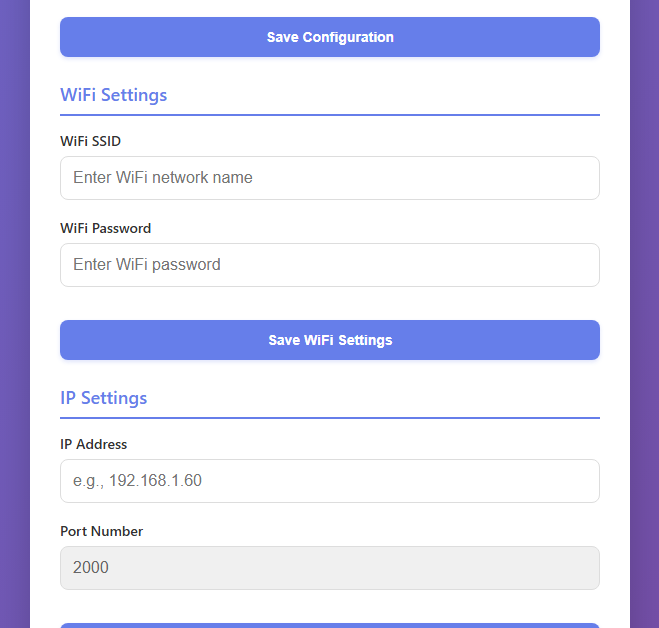 Save Configuration
WiFi Settings
WiFi SSID
Enter WiFi network name
WiFi Password
Enter WiFi password
Save WiFi Settings
IP Settings
IP Address
e.g., 192.168.1.60
Port Number
2000